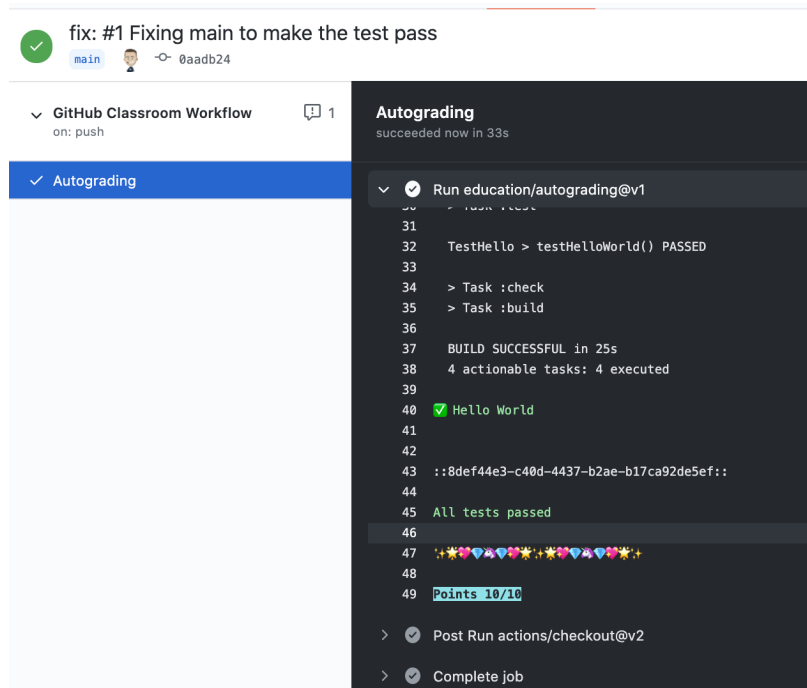 fix: #1 Fixing main to make the test pass
main 0aadb24
GitHub Classroom Workflow 1
on: push
Autograding
Autograding
succeeded now in 33s
Run education/autograding@v1
30 > Task :test
31
32 TestHello > testHelloWorld() PASSED
33
34 > Task :check
35 > Task :build
36
37 BUILD SUCCESSFUL in 25s
38 4 actionable tasks: 4 executed
39
40 ✅ Hello World
41
42
43 ::8def44e3-c40d-4437-b2ae-b17ca92de5ef::
44
45 All tests passed
46
47 ✨🌟💖💎🦄💎💖🌟✨🌟💖💎🦄💎💖🌟✨
48
49 Points 10/10
Post Run actions/checkout@v2
Complete job